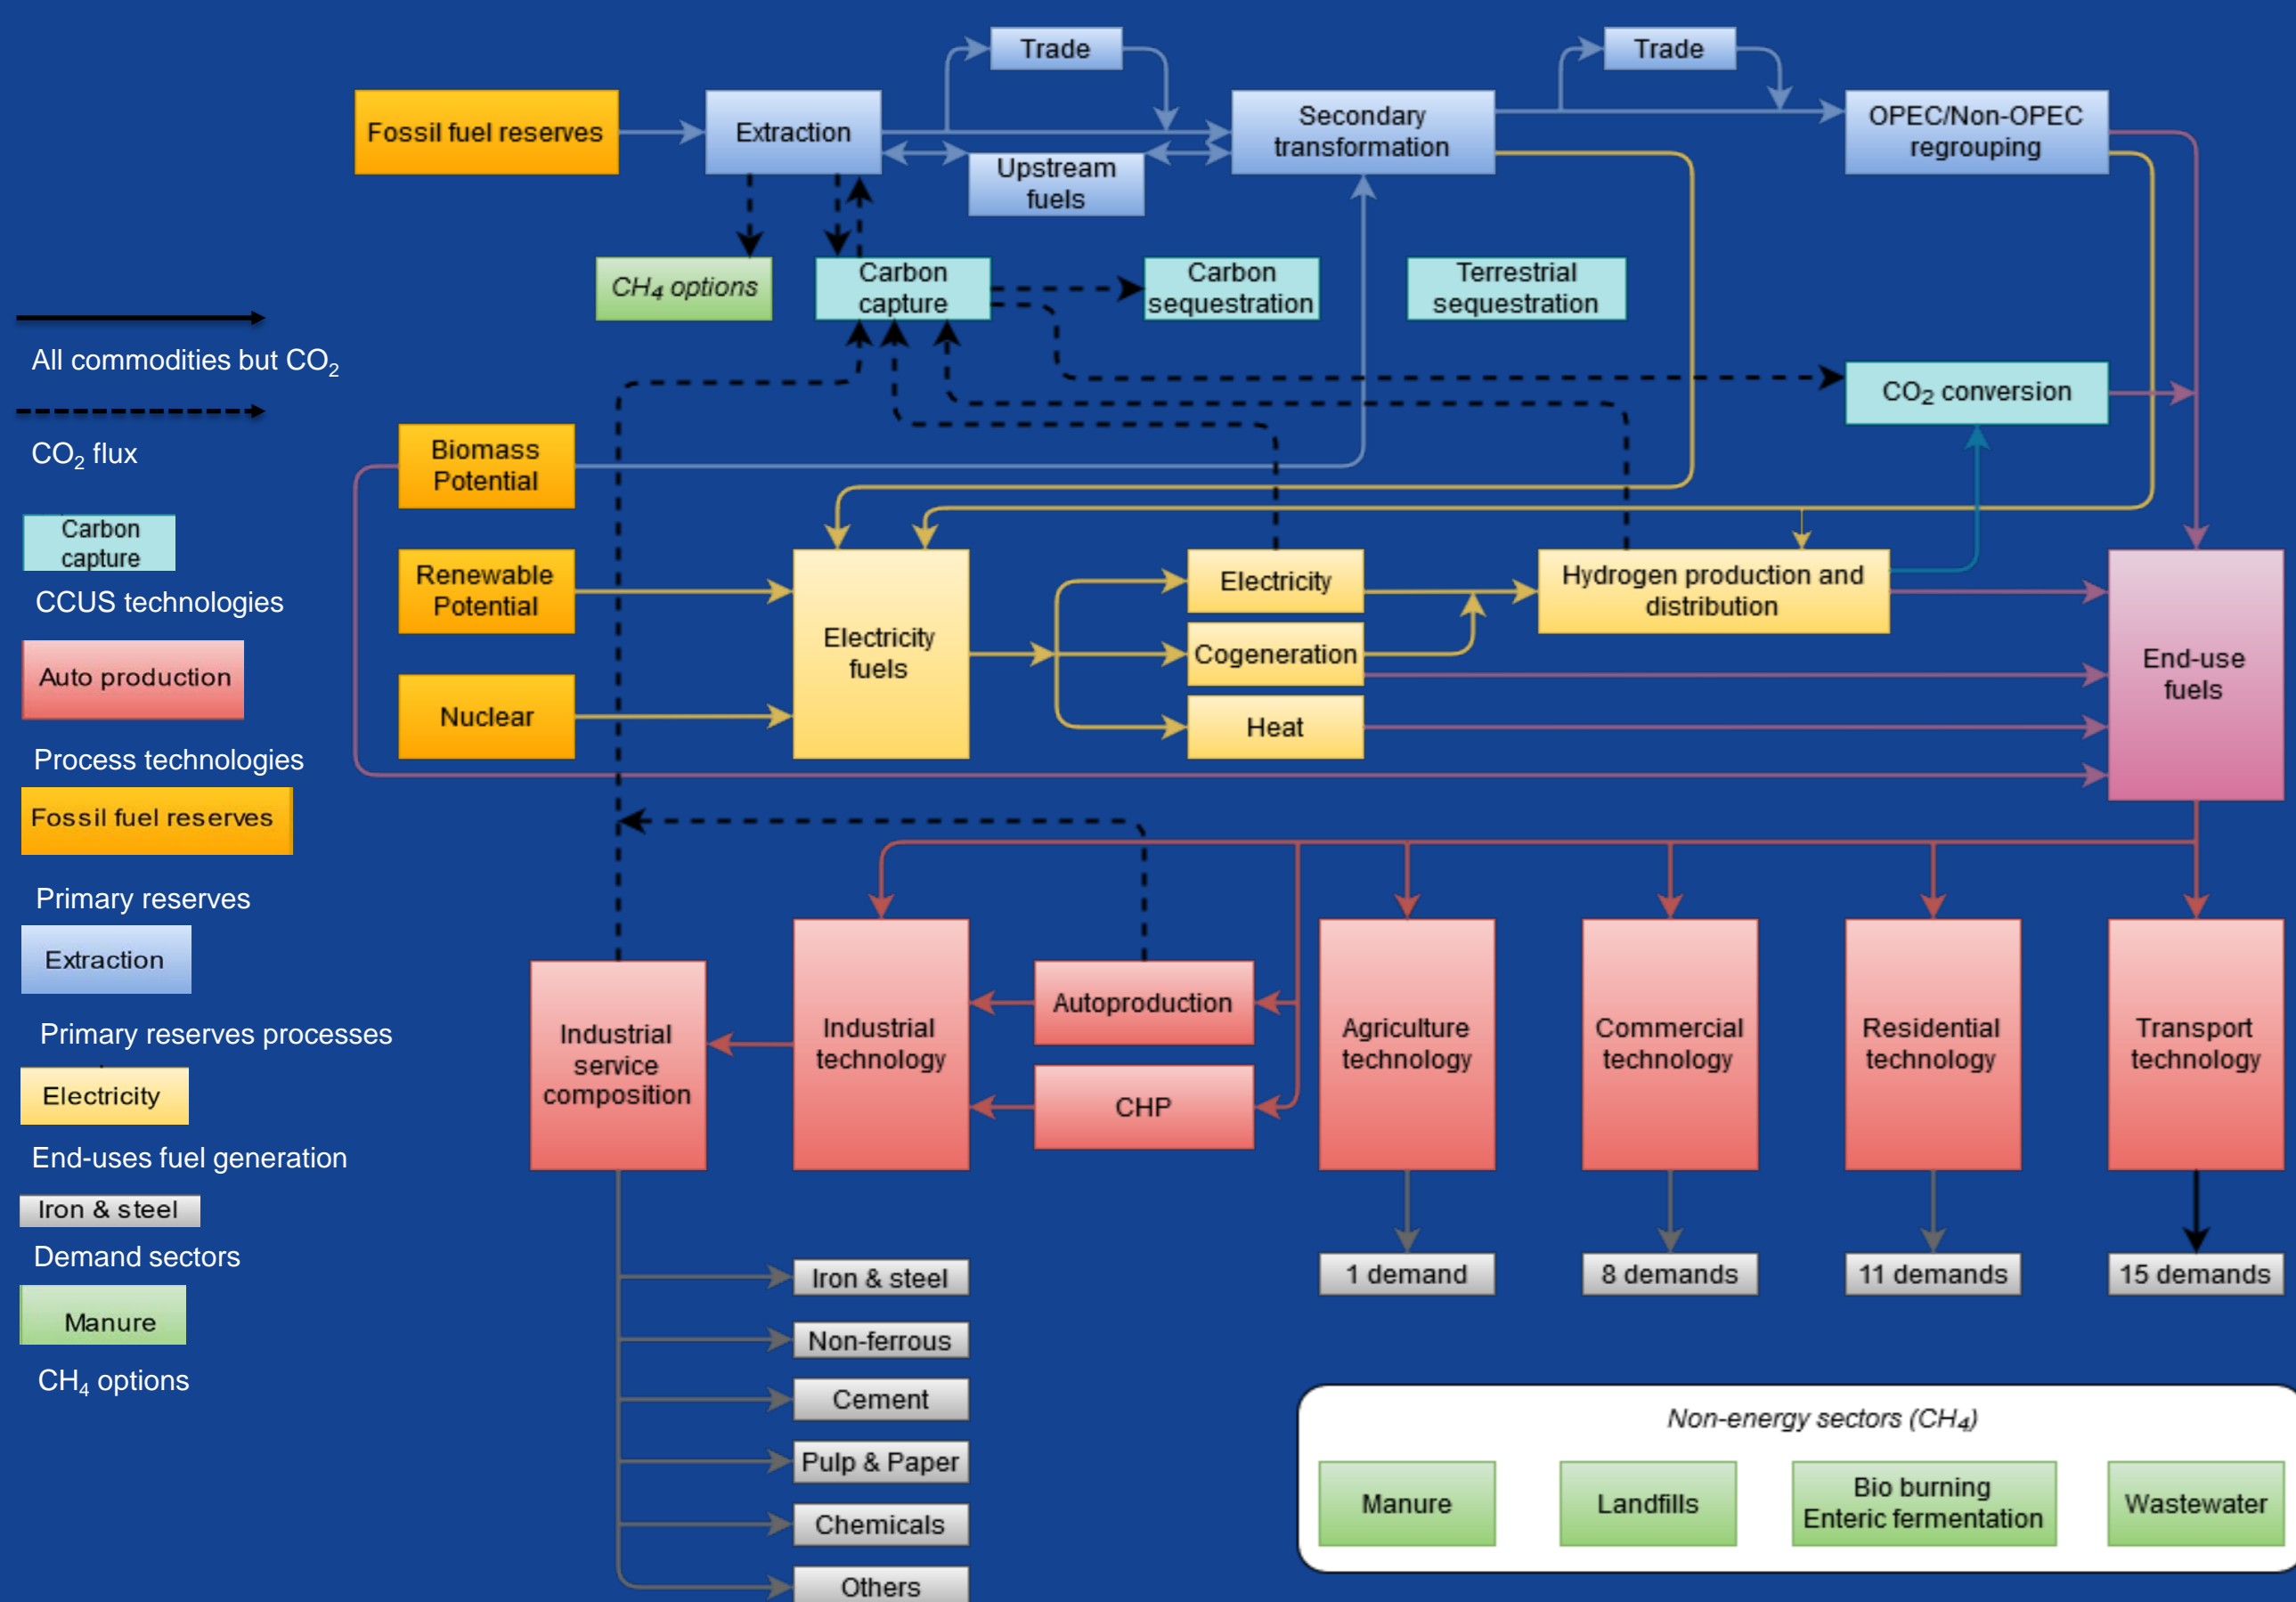 Trade
Trade
Fossil fuel reserves
Extraction
Secondary
transformation
OPEC/Non-OPEC
regrouping
Upstream
fuels
CH₄ options
Carbon
capture
Carbon
sequestration
Terrestrial
sequestration
CO₂ conversion
Biomass
Potential
Renewable
Potential
Nuclear
Electricity
fuels
Electricity
Cogeneration
Heat
Hydrogen production and
distribution
End-use
fuels
Industrial
service
composition
Industrial
technology
Autoproduction
CHP
Agriculture
technology
Commercial
technology
Residential
technology
Transport
technology
Iron & steel
Non-ferrous
Cement
Pulp & Paper
Chemicals
Others
1 demand
8 demands
11 demands
15 demands
Non-energy sectors (CH₄)
Manure
Landfills
Bio burning
Enteric fermentation
Wastewater
All commodities but CO₂
CO₂ flux
Carbon
capture
CCUS technologies
Auto production
Process technologies
Fossil fuel reserves
Primary reserves
Extraction
Primary reserves processes
Electricity
End-uses fuel generation
Iron & steel
Demand sectors
Manure
CH₄ options